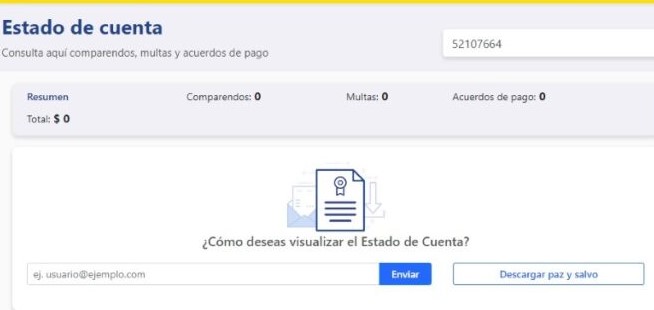 Estado de cuenta
Consulta aquí comparendos, multas y acuerdos de pago
52107664
Resumen
Comparendos: 0
Multas: 0
Acuerdos de pago: 0
Total: $ 0
¿Cómo deseas visualizar el Estado de Cuenta?
ej. usuario@ejemplo.com
Enviar
Descargar paz y salvo